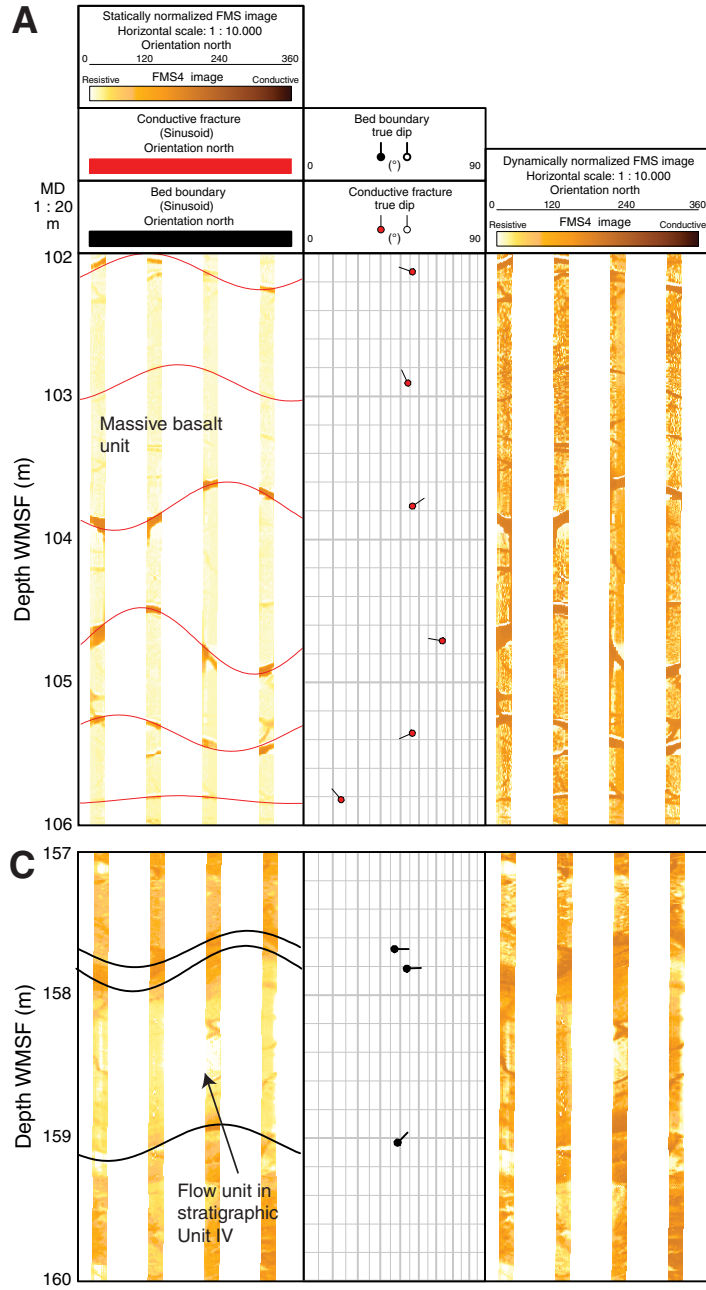 A
Statically normalized FMS image
Horizontal scale: 1 : 10.000
Orientation north
0 120 240 360
Resistive FMS4 image Conductive
Conductive fracture
(Sinusoid)
Orientation north
Bed boundary
true dip
0 (°) 90
Dynamically normalized FMS image
Horizontal scale: 1 : 10.000
Orientation north
0 120 240 360
Resistive FMS4 image Conductive
MD
1 : 20
m
Bed boundary
(Sinusoid)
Orientation north
Conductive fracture
true dip
0 (°) 90
102
103
Massive basalt
unit
104
Depth WMSF (m)
105
106
C
157
158
Depth WMSF (m)
159
Flow unit in
stratigraphic
Unit IV
160